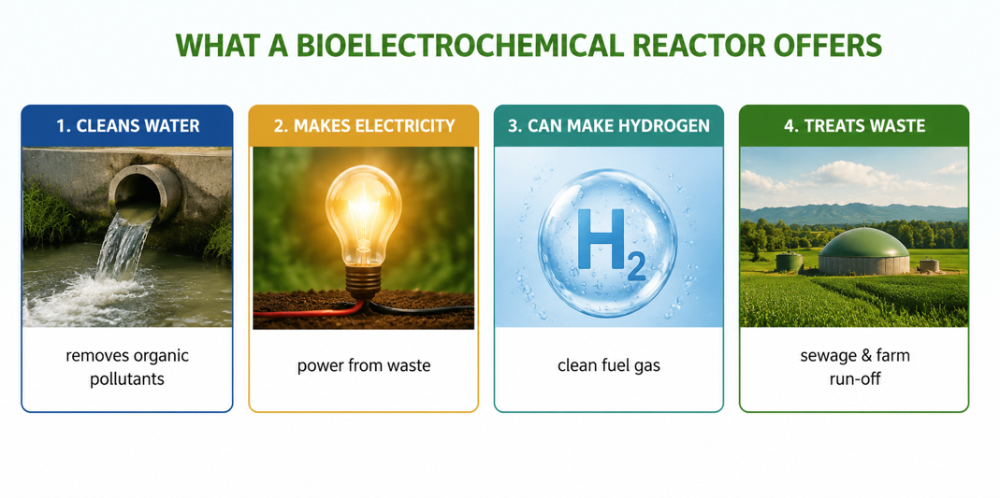 WHAT A BIOELECTROCHEMICAL REACTOR OFFERS
1. CLEANS WATER
removes organic
pollutants
2. MAKES ELECTRICITY
power from waste
3. CAN MAKE HYDROGEN
H2
clean fuel gas
4. TREATS WASTE
sewage & farm
run-off